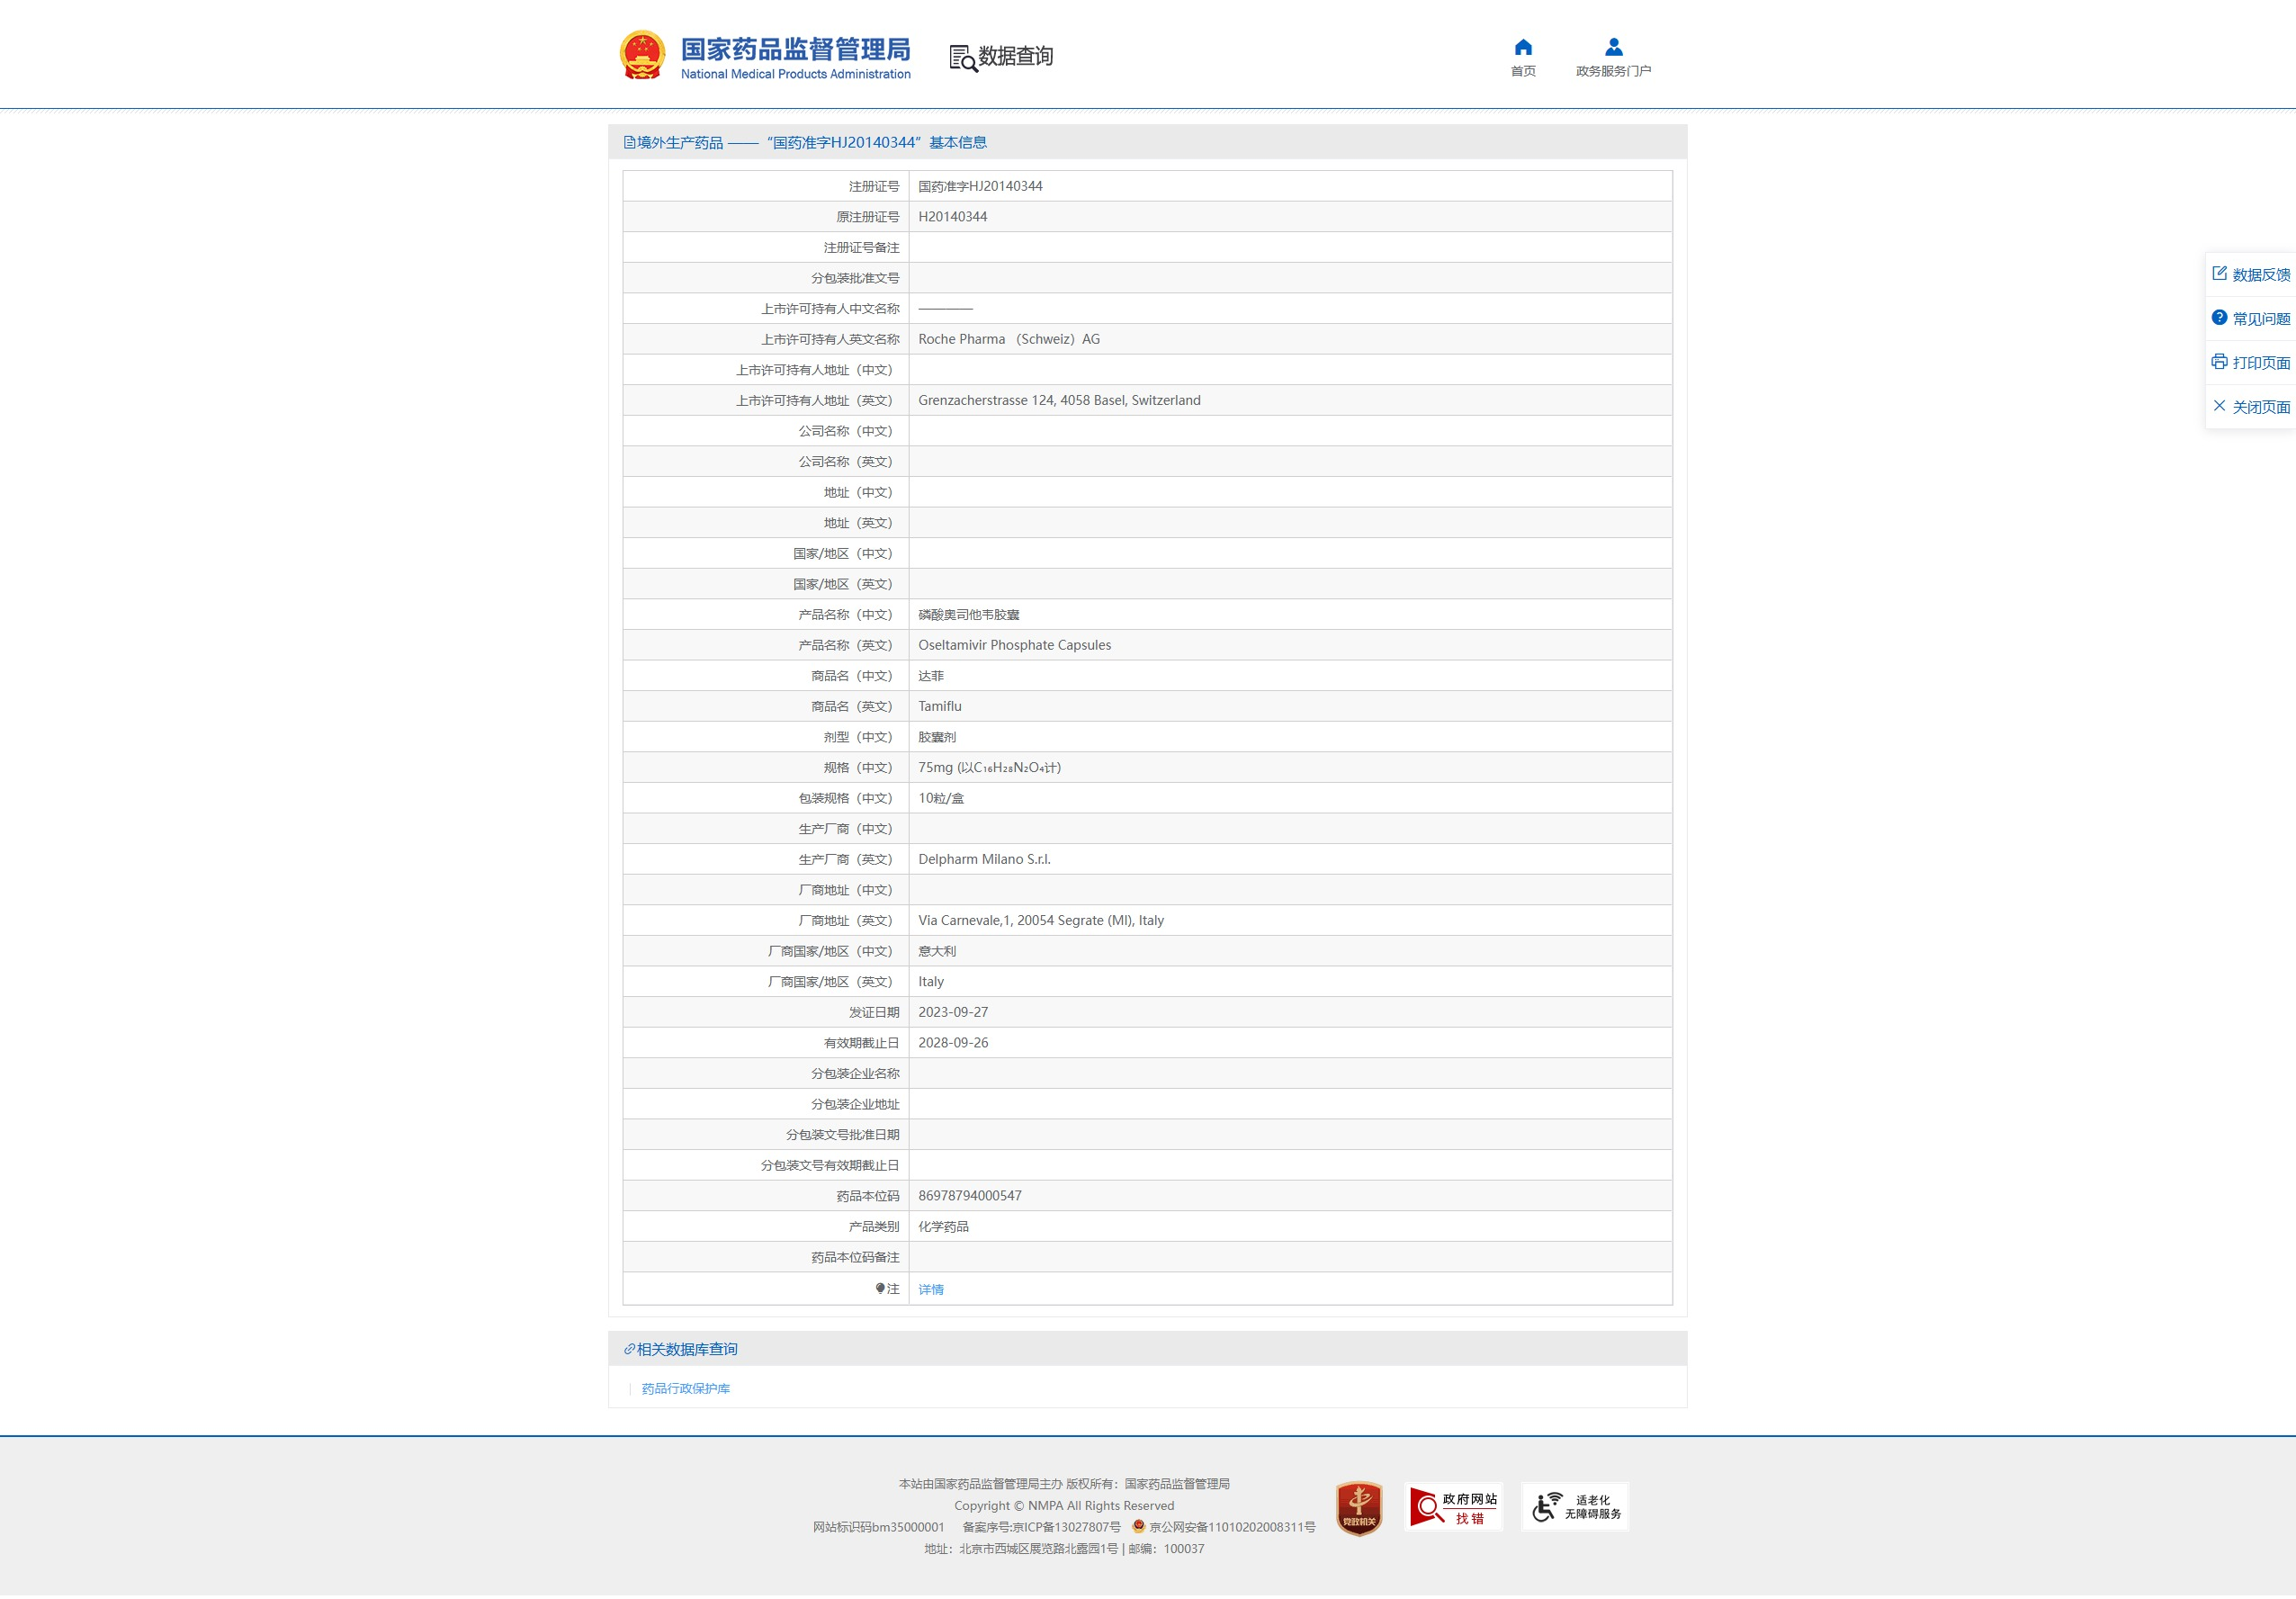 国家药品监督管理局
National Medical Products Administration
数据查询
首页
政务服务门户
境外生产药品 ——“国药准字HJ20140344”基本信息
注册证号 国药准字HJ20140344
原注册证号 H20140344
注册证号备注
分包装批准文号
上市许可持有人中文名称 ————
上市许可持有人英文名称 Roche Pharma （Schweiz）AG
上市许可持有人地址（中文）
上市许可持有人地址（英文） Grenzacherstrasse 124, 4058 Basel, Switzerland
公司名称（中文）
公司名称（英文）
地址（中文）
地址（英文）
国家/地区（中文）
国家/地区（英文）
产品名称（中文） 磷酸奥司他韦胶囊
产品名称（英文） Oseltamivir Phosphate Capsules
商品名（中文） 达菲
商品名（英文） Tamiflu
剂型（中文） 胶囊剂
规格（中文） 75mg (以C₁₆H₂₈N₂O₄计)
包装规格（中文） 10粒/盒
生产厂商（中文）
生产厂商（英文） Delpharm Milano S.r.l.
厂商地址（中文）
厂商地址（英文） Via Carnevale,1, 20054 Segrate (MI), Italy
厂商国家/地区（中文） 意大利
厂商国家/地区（英文） Italy
发证日期 2023-09-27
有效期截止日 2028-09-26
分包装企业名称
分包装企业地址
分包装文号批准日期
分包装文号有效期截止日
药品本位码 86978794000547
产品类别 化学药品
药品本位码备注
注 详情
数据反馈
常见问题
打印页面
关闭页面
相关数据库查询
药品行政保护库
本站由国家药品监督管理局主办 版权所有：国家药品监督管理局
Copyright © NMPA All Rights Reserved
网站标识码bm35000001 备案序号:京ICP备13027807号 京公网安备11010202008311号
地址：北京市西城区展览路北露园1号 | 邮编：100037
党政机关
政府网站
找错
适老化
无障碍服务